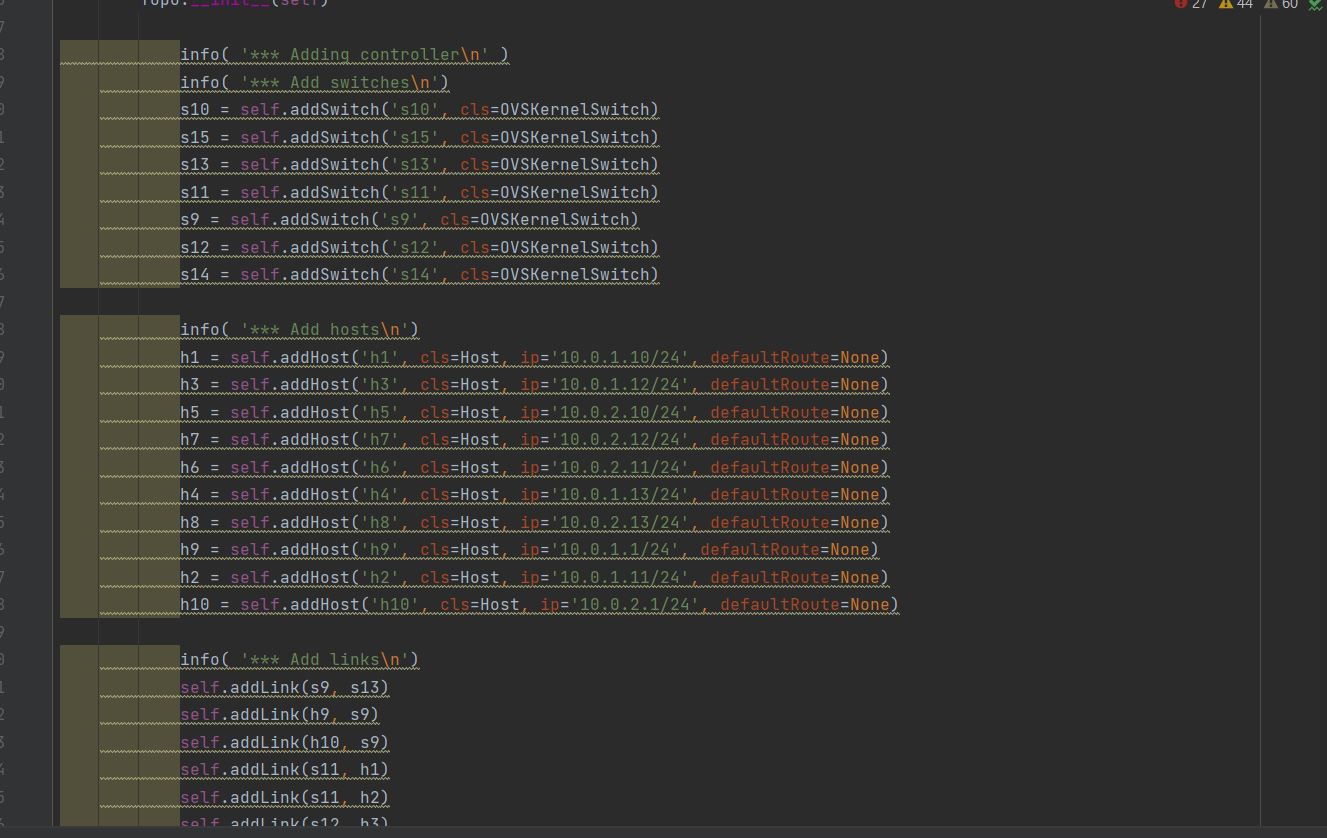 Topo.__init__(self)
27 44 60
info( '*** Adding controller\n' )
info( '*** Add switches\n')
s10 = self.addSwitch('s10', cls=OVSKernelSwitch)
s15 = self.addSwitch('s15', cls=OVSKernelSwitch)
s13 = self.addSwitch('s13', cls=OVSKernelSwitch)
s11 = self.addSwitch('s11', cls=OVSKernelSwitch)
s9 = self.addSwitch('s9', cls=OVSKernelSwitch)
s12 = self.addSwitch('s12', cls=OVSKernelSwitch)
s14 = self.addSwitch('s14', cls=OVSKernelSwitch)
info( '*** Add hosts\n')
h1 = self.addHost('h1', cls=Host, ip='10.0.1.10/24', defaultRoute=None)
h3 = self.addHost('h3', cls=Host, ip='10.0.1.12/24', defaultRoute=None)
h5 = self.addHost('h5', cls=Host, ip='10.0.2.10/24', defaultRoute=None)
h7 = self.addHost('h7', cls=Host, ip='10.0.2.12/24', defaultRoute=None)
h6 = self.addHost('h6', cls=Host, ip='10.0.2.11/24', defaultRoute=None)
h4 = self.addHost('h4', cls=Host, ip='10.0.1.13/24', defaultRoute=None)
h8 = self.addHost('h8', cls=Host, ip='10.0.2.13/24', defaultRoute=None)
h9 = self.addHost('h9', cls=Host, ip='10.0.1.1/24', defaultRoute=None)
h2 = self.addHost('h2', cls=Host, ip='10.0.1.11/24', defaultRoute=None)
h10 = self.addHost('h10', cls=Host, ip='10.0.2.1/24', defaultRoute=None)
info( '*** Add links\n')
self.addLink(s9, s13)
self.addLink(h9, s9)
self.addLink(h10, s9)
self.addLink(s11, h1)
self.addLink(s11, h2)
self.addLink(s12, h3)